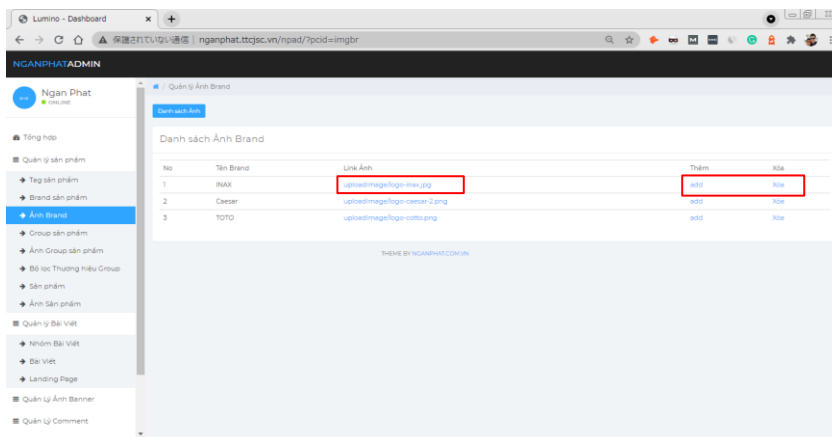 Lumino - Dashboard
保護されていない通信 | nganphat.ttcjsc.vn/npad/?pcid=imgbr
NGANPHATADMIN
Ngan Phat
ONLINE
Tổng hợp
Quản lý sản phẩm
Tag sản phẩm
Brand sản phẩm
Ảnh Brand
Group sản phẩm
Ảnh Group sản phẩm
Bộ lọc Thương hiệu Group
Sản phẩm
Ảnh Sản phẩm
Quản lý Bài Viết
Nhóm Bài Viết
Bài Viết
Landing Page
Quản Lý Ảnh Banner
Quản Lý Comment
/ Quản lý Ảnh Brand
Danh sách Ảnh
Danh sách Ảnh Brand
No Tên Brand Link Ảnh Thêm Xóa
1 INAX uploadimage/logo-inax.jpg add Xóa
2 Caesar uploadimage/logo-caesar-2.png add Xóa
3 TOTO uploadimage/logo-cotto.png add Xóa
THEME BY NGANPHAT.COM.VN